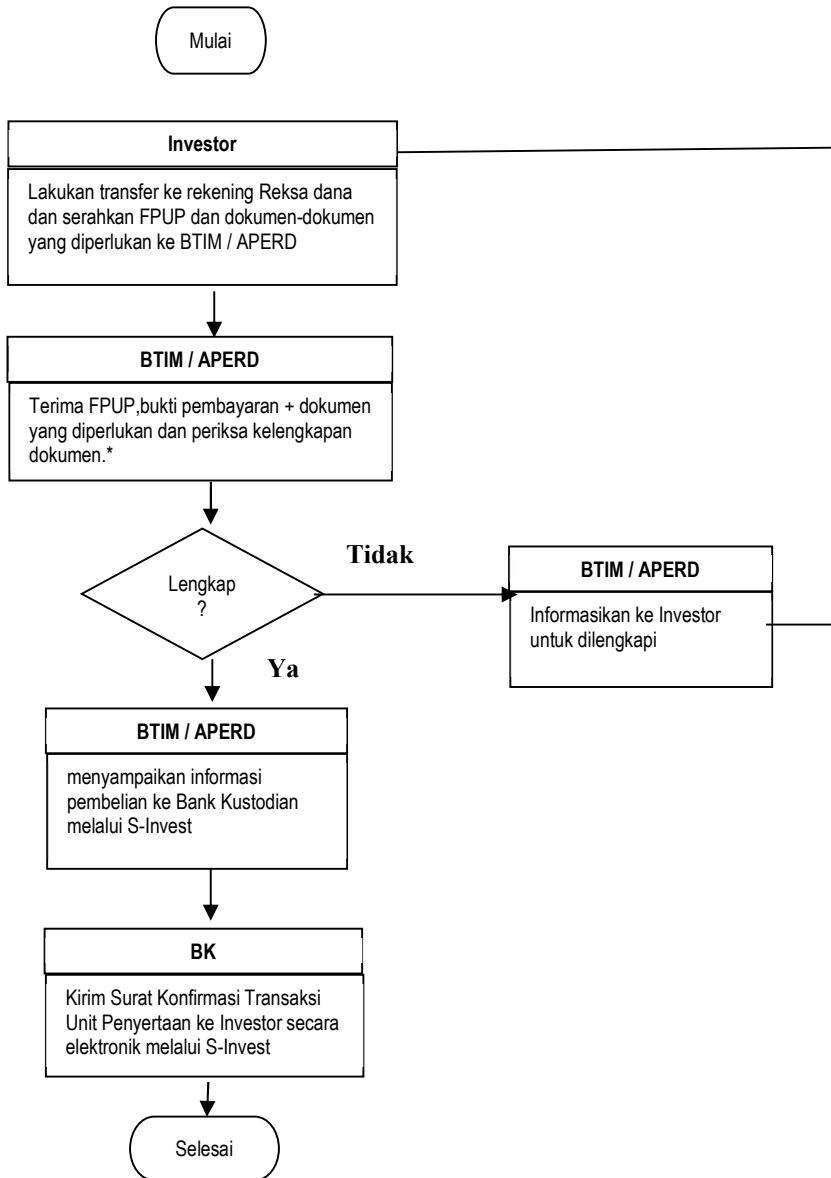 Mulai
Investor
Lakukan transfer ke rekening Reksa dana
dan serahkan FPUP dan dokumen-dokumen
yang diperlukan ke BTIM / APERD
BTIM / APERD
Terima FPUP,bukti pembayaran + dokumen
yang diperlukan dan periksa kelengkapan
dokumen.*
Lengkap
?
Tidak
BTIM / APERD
Informasikan ke Investor
untuk dilengkapi
Ya
BTIM / APERD
menyampaikan informasi
pembelian ke Bank Kustodian
melalui S-Invest
BK
Kirim Surat Konfirmasi Transaksi
Unit Penyertaan ke Investor secara
elektronik melalui S-Invest
Selesai